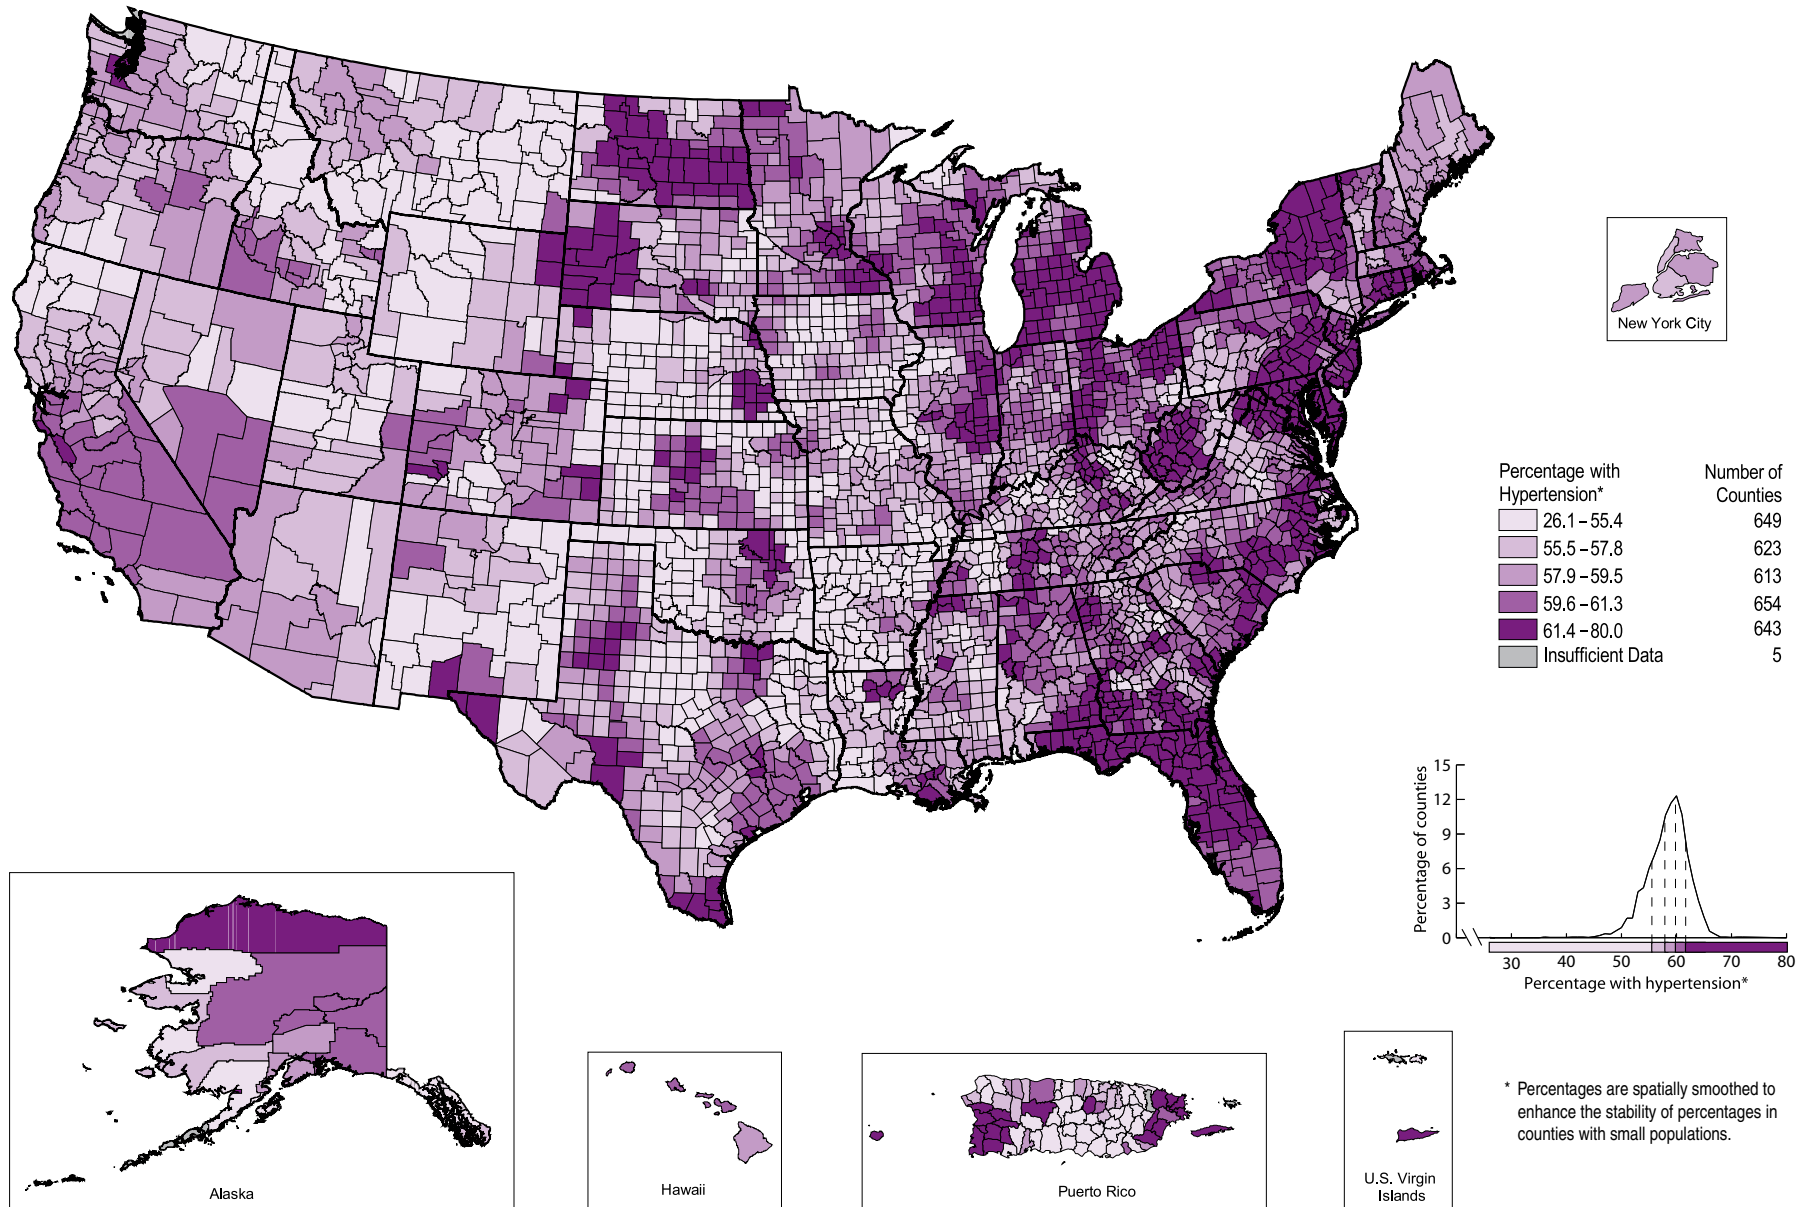 New York City
Percentage with Hypertension*
Number of Counties
26.1 – 55.4 649
55.5 – 57.8 623
57.9 – 59.5 613
59.6 – 61.3 654
61.4 – 80.0 643
Insufficient Data 5
Percentage of counties
15
12
9
6
3
0
30 40 50 60 70 80
Percentage with hypertension*
* Percentages are spatially smoothed to
enhance the stability of percentages in
counties with small populations.
Alaska
Hawaii
Puerto Rico
U.S. Virgin
Islands